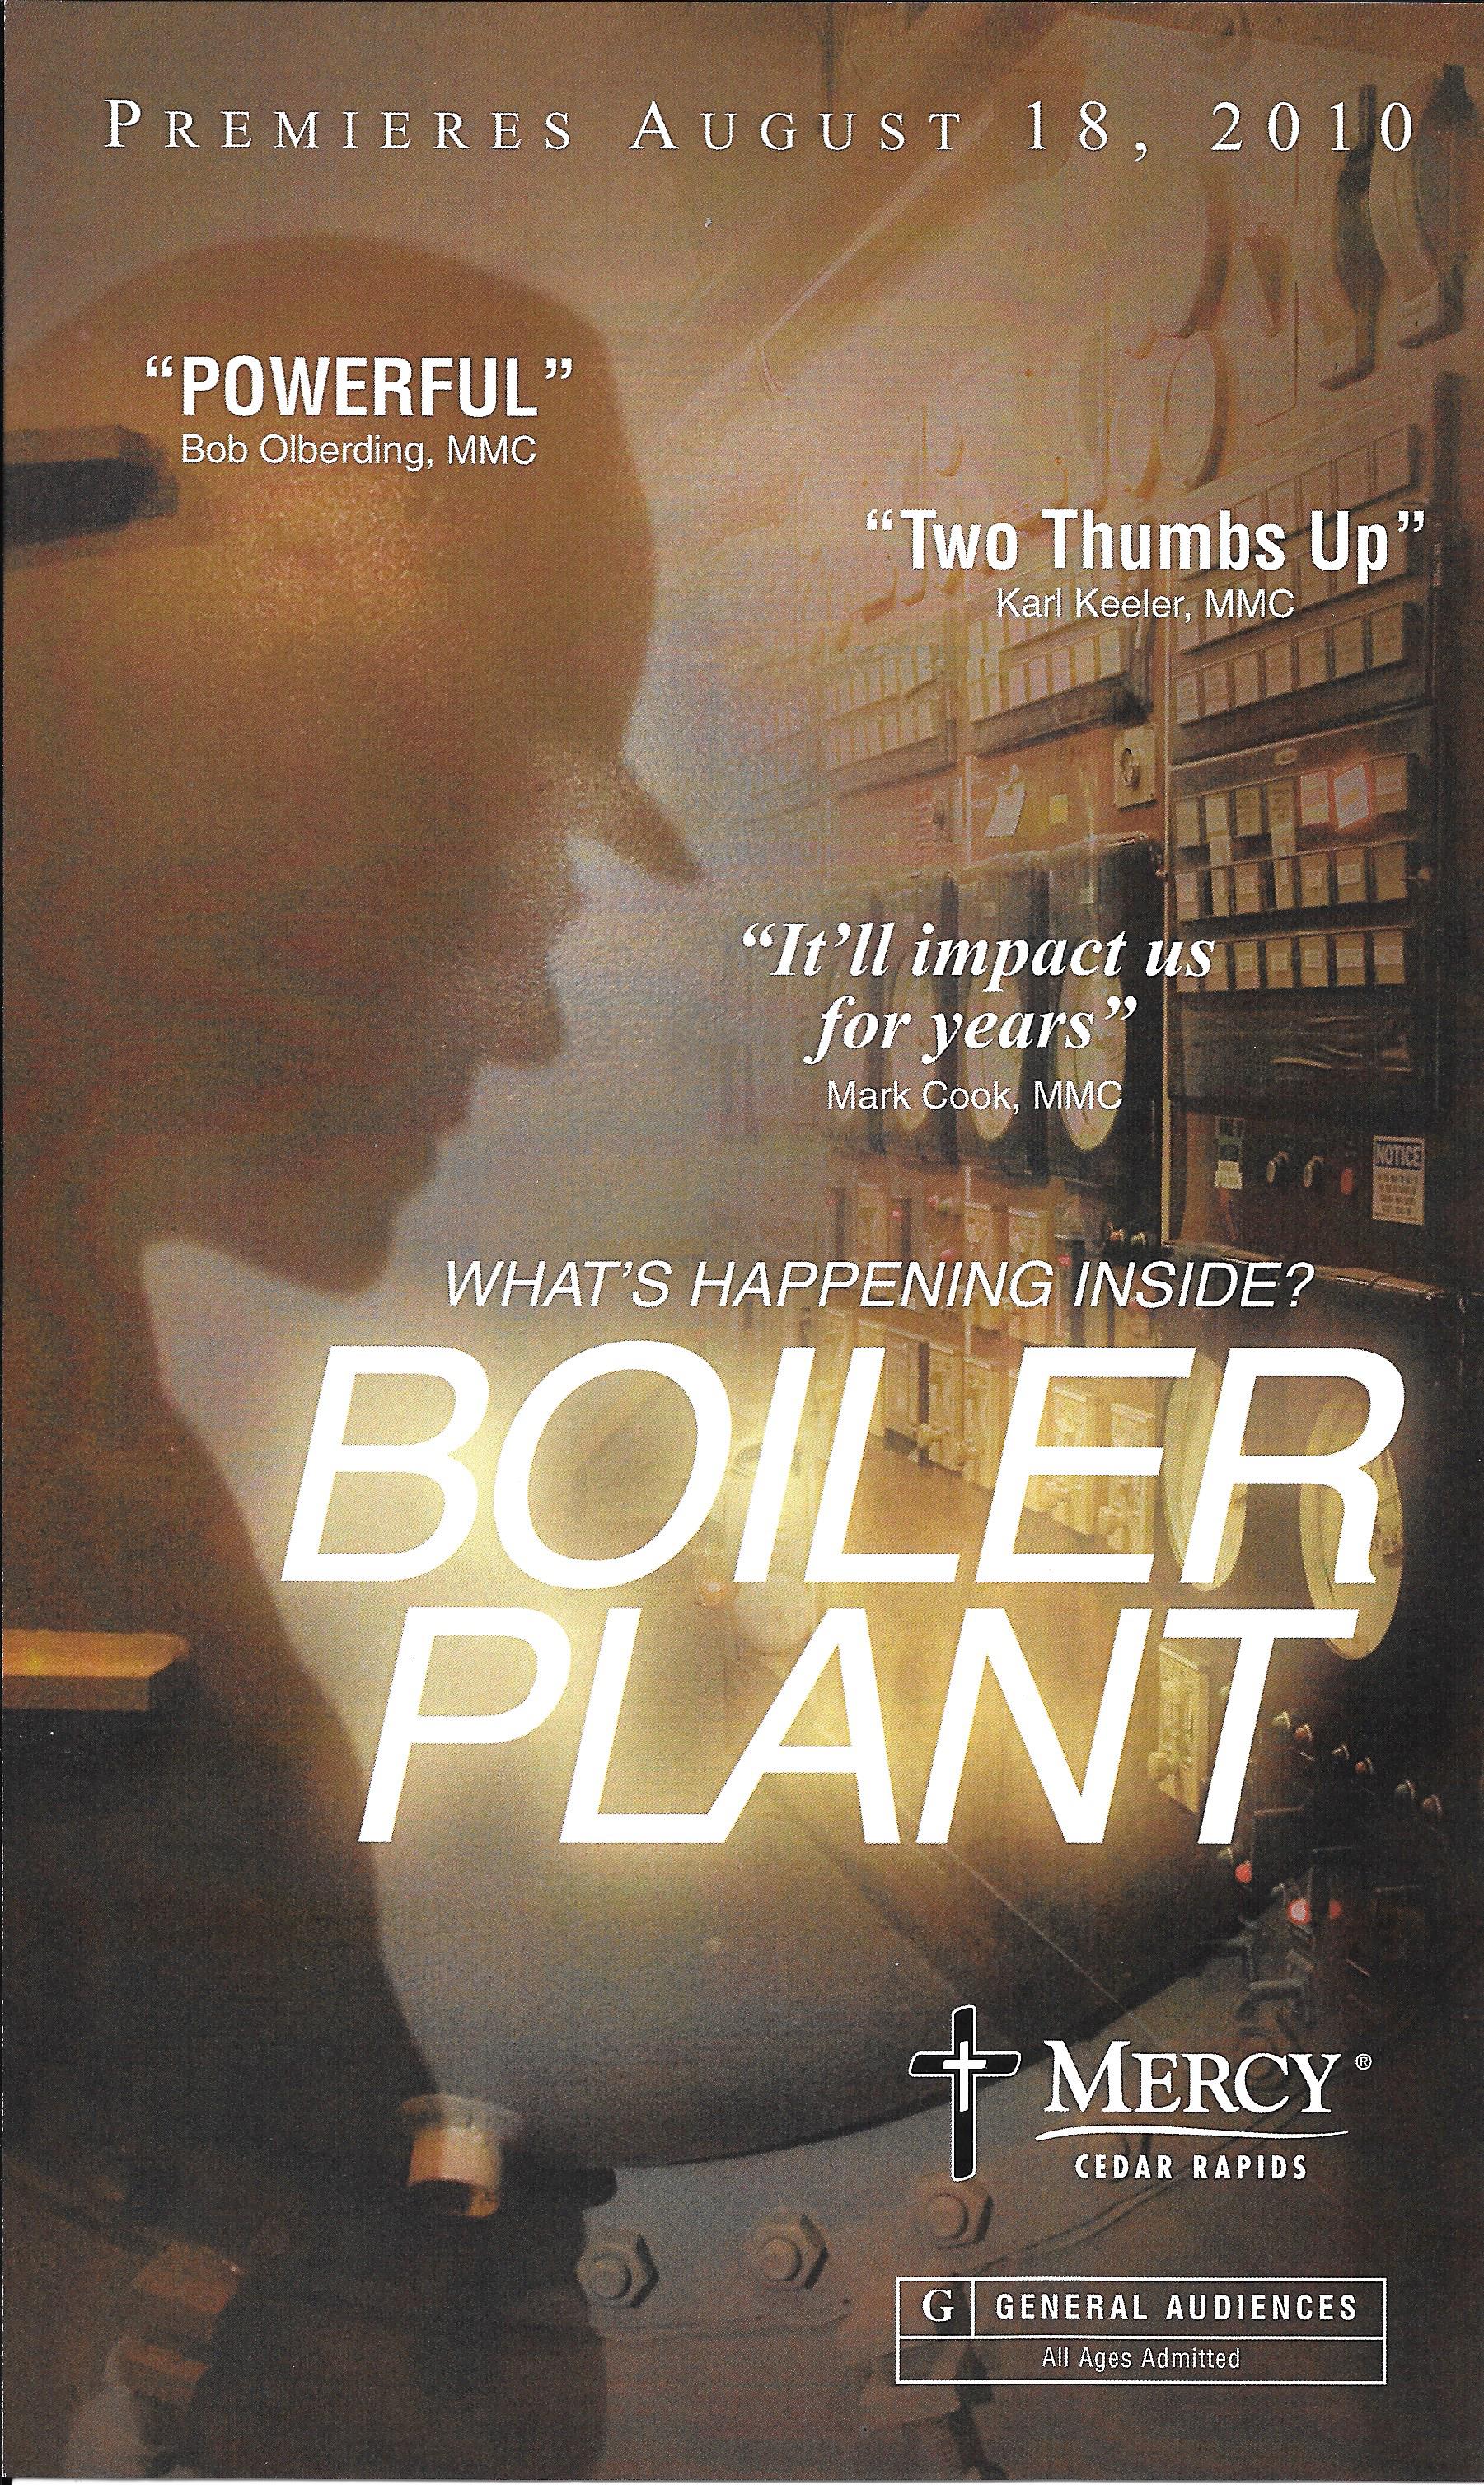 PREMIERES AUGUST 18, 2010
“POWERFUL”
Bob Olberding, MMC
“Two Thumbs Up”
Karl Keeler, MMC
“It’ll impact us
for years”
Mark Cook, MMC
NOTICE
WHAT’S HAPPENING INSIDE?
BOILER
PLANT
MERCY®
CEDAR RAPIDS
G GENERAL AUDIENCES
All Ages Admitted